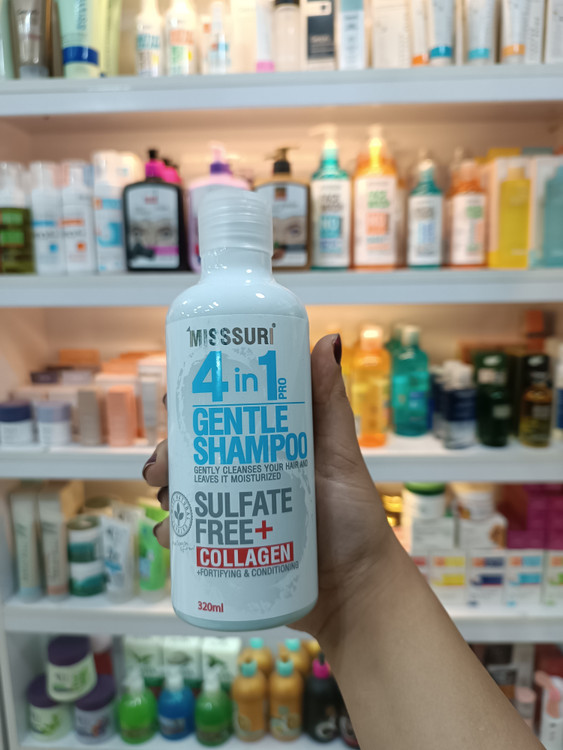 MISSSURI
4 in 1 PRO
GENTLE
SHAMPOO
GENTLY CLEANSES YOUR HAIR AND
LEAVES IT MOISTURIZED
SULFATE
FREE+
COLLAGEN
+FORTIFYING & CONDITIONING
320ml